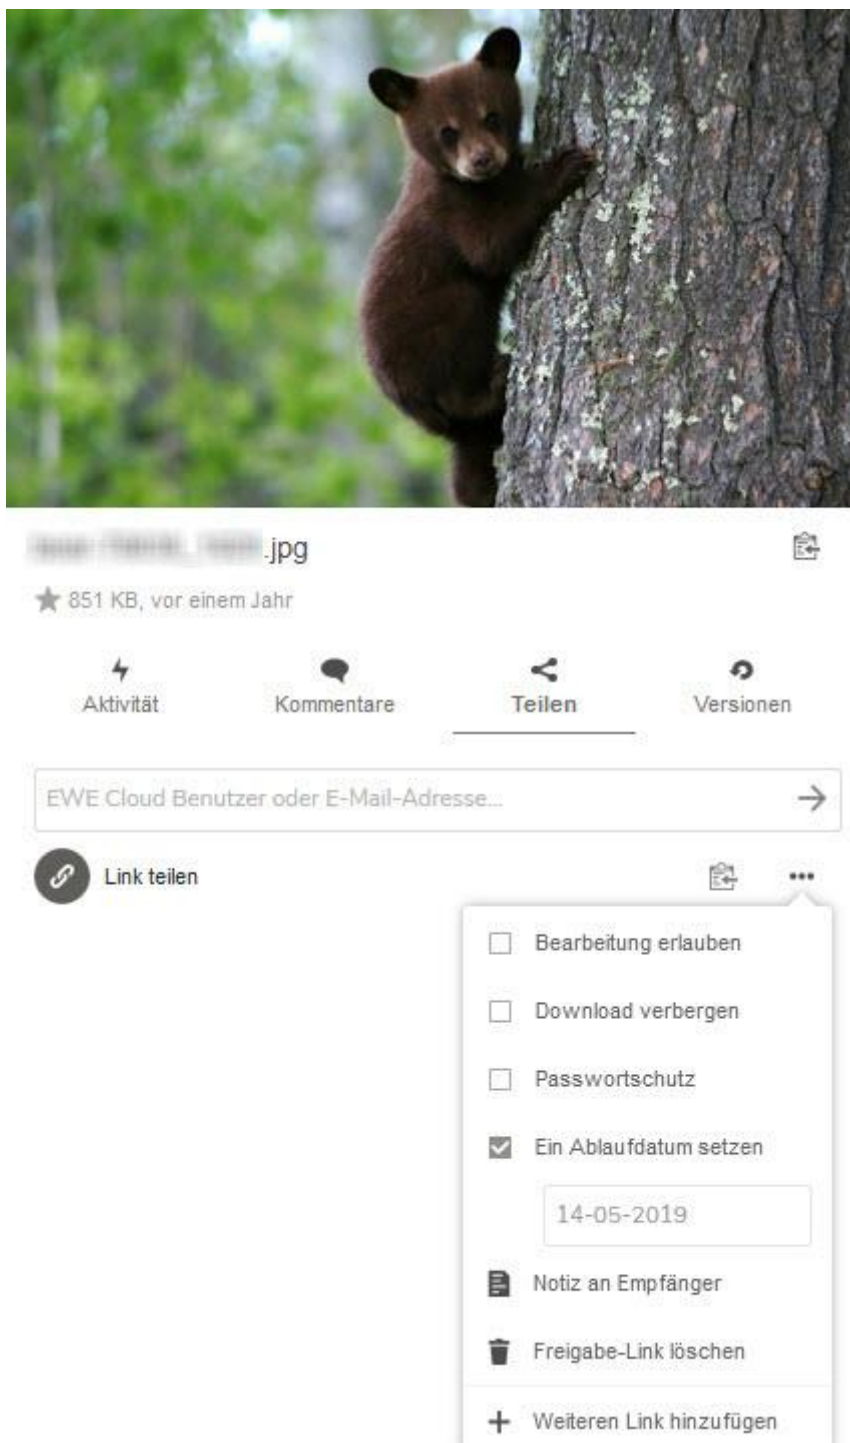 .jpg
851 KB, vor einem Jahr
Aktivität Kommentare Teilen Versionen
EWE Cloud Benutzer oder E-Mail-Adresse...
Link teilen
Bearbeitung erlauben
Download verbergen
Passwortschutz
Ein Ablaufdatum setzen
14-05-2019
Notiz an Empfänger
Freigabe-Link löschen
Weiteren Link hinzufügen